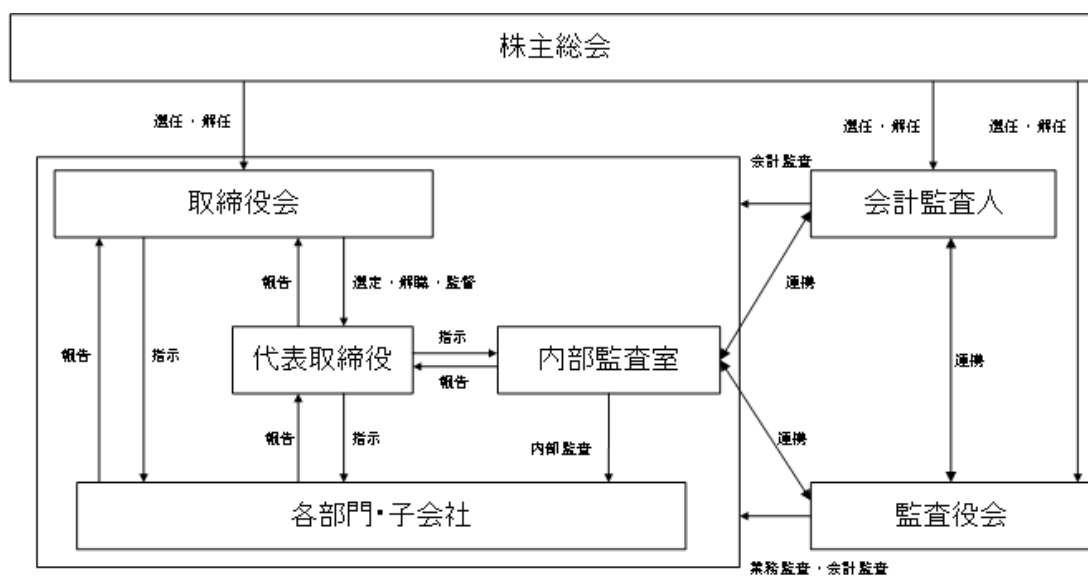 株主総会
選任・解任
選任・解任
選任・解任
会計監査
取締役会
会計監査人
報告
選定・解職・監督
連携
報告
指示
指示
代表取締役
内部監査室
報告
連携
報告
指示
内部監査
連携
各部門・子会社
監査役会
業務監査・会計監査